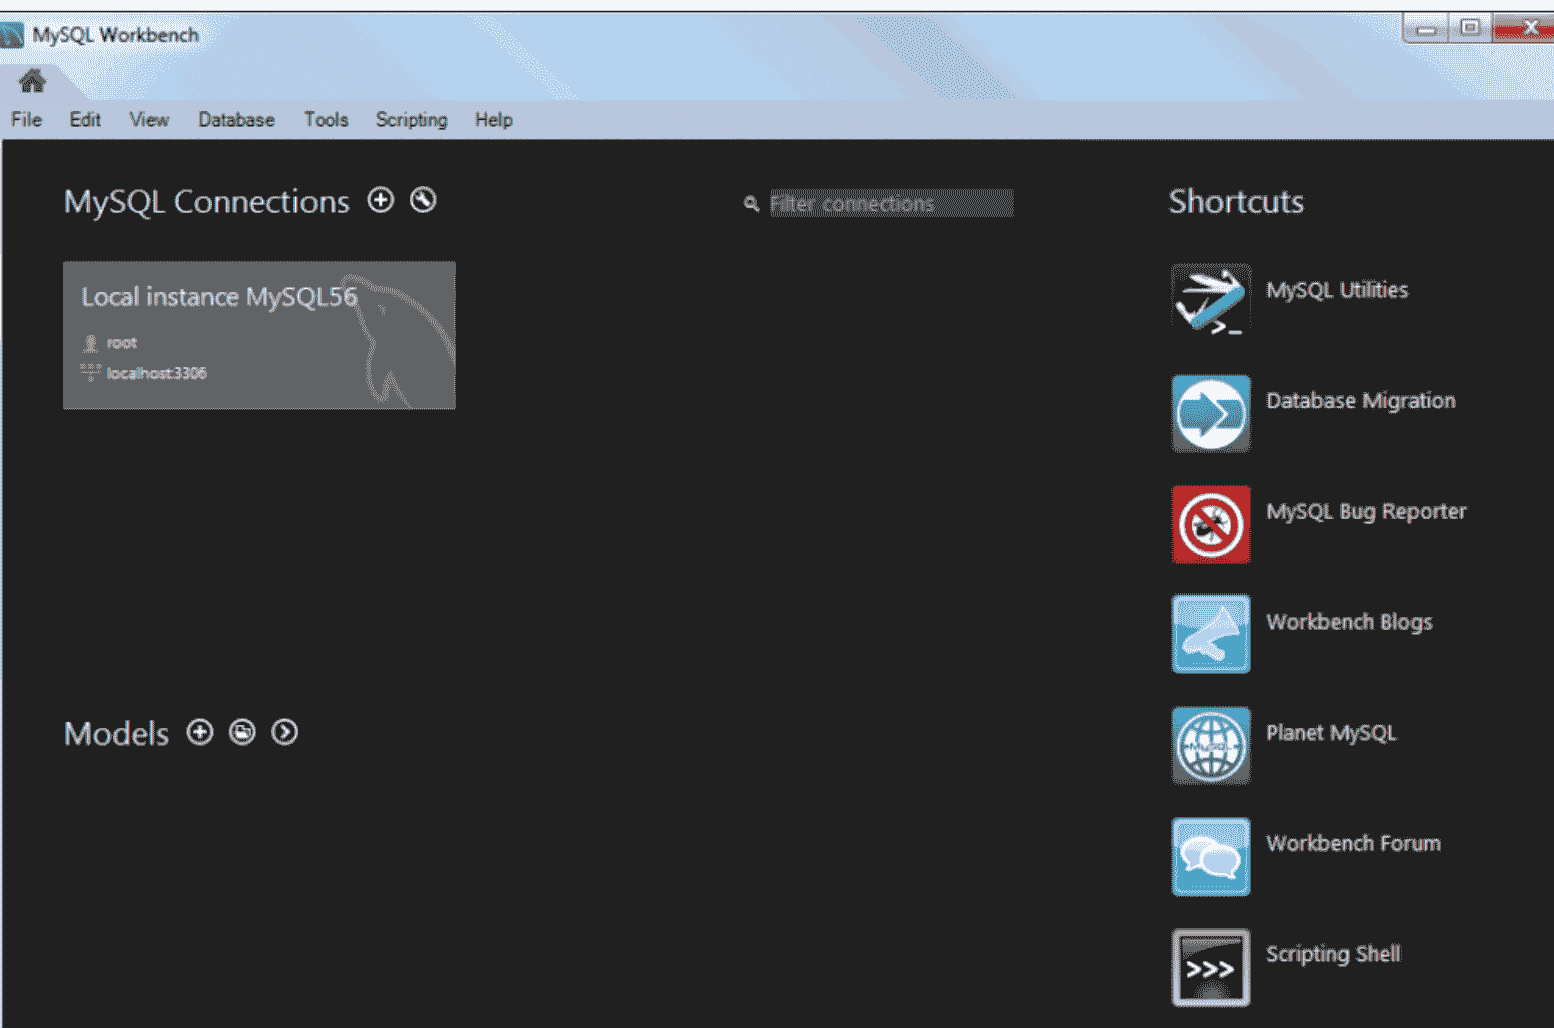 MySQL Workbench
File Edit View Database Tools Scripting Help
MySQL Connections
Filter connections
Local instance MySQL56
root
localhost:3306
Models
Shortcuts
MySQL Utilities
>_
Database Migration
MySQL Bug Reporter
Workbench Blogs
Planet MySQL
MySQL
Workbench Forum
Scripting Shell
>>>